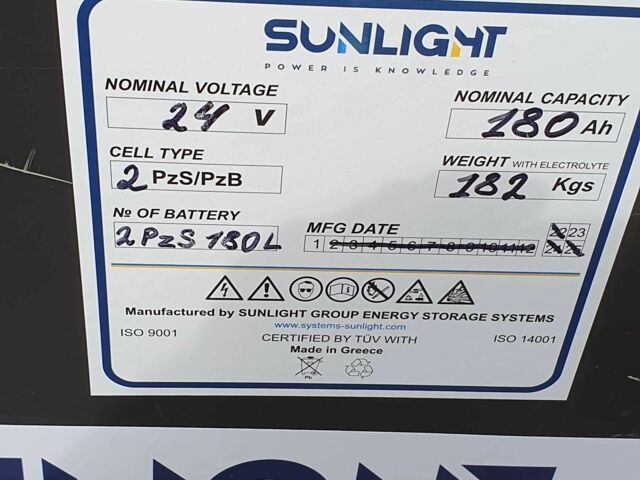 SUNLIGHT
POWER IS KNOWLEDGE
NOMINAL VOLTAGE
24 V
NOMINAL CAPACITY
180 Ah
CELL TYPE
2 PzS/PzB
WEIGHT WITH ELECTROLYTE
182 Kgs
№ OF BATTERY
2PzS 180L
MFG DATE
1 2 3 4 5 6 7 8 9 10 11 12
22 23
24 25
Manufactured by SUNLIGHT GROUP ENERGY STORAGE SYSTEMS
www.systems-sunlight.com
ISO 9001
CERTIFIED BY TÜV WITH
ISO 14001
Made in Greece
Pb